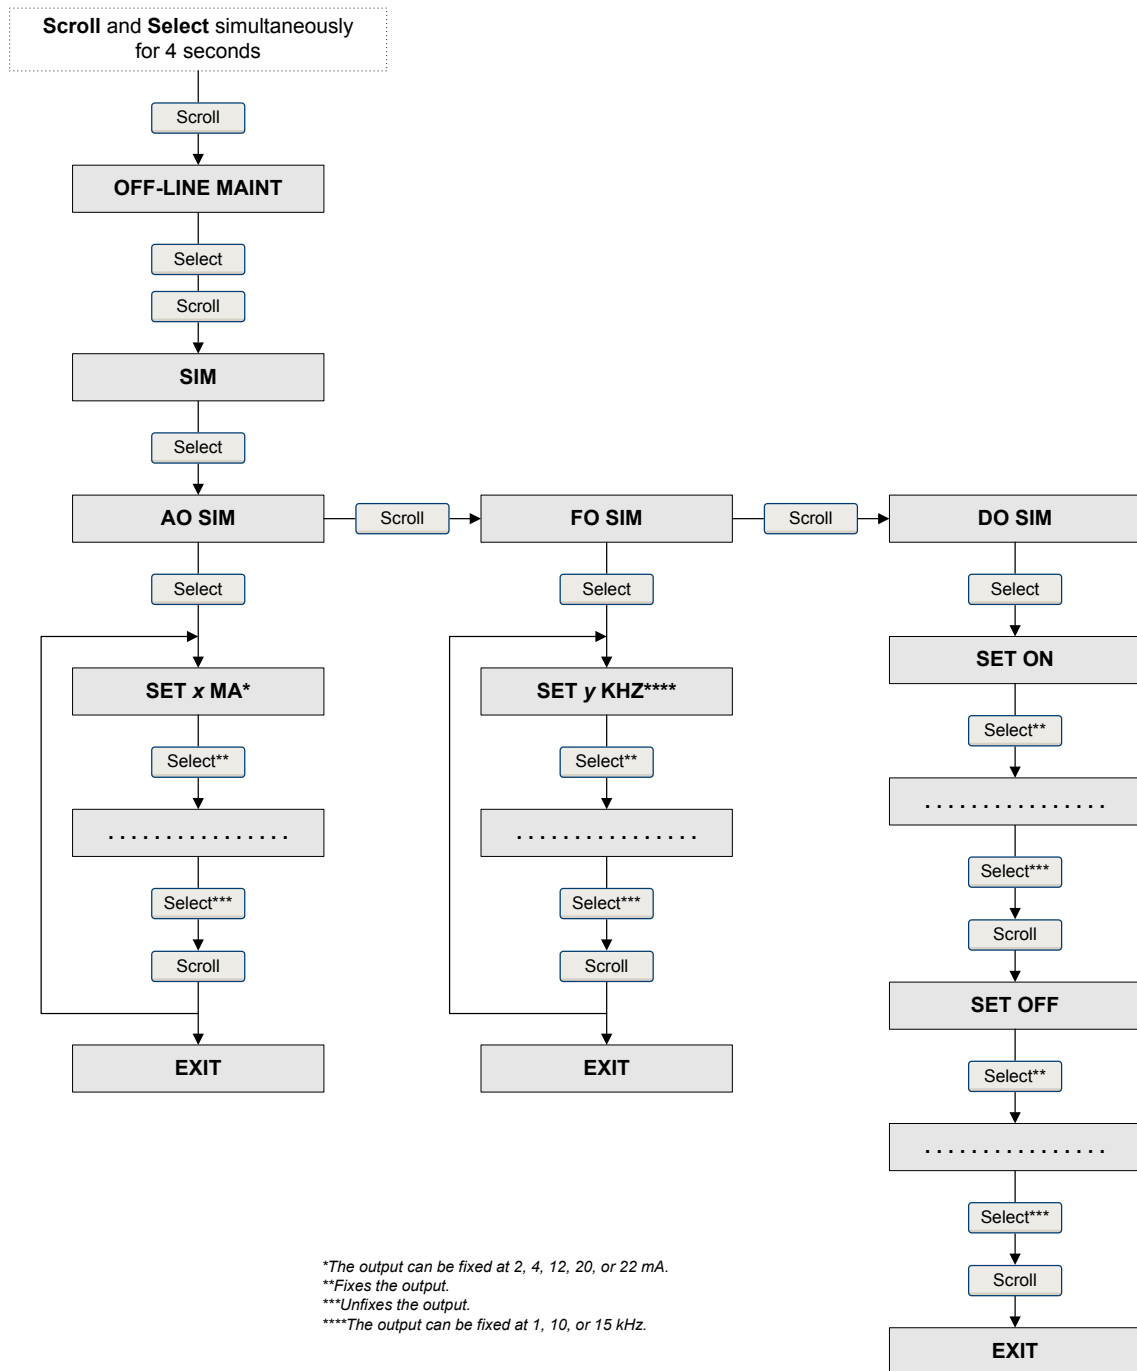 Scroll and Select simultaneously
for 4 seconds
Scroll
OFF-LINE MAINT
Select
Scroll
SIM
Select
AO SIM
Scroll
FO SIM
Scroll
DO SIM
Select
Select
Select
SET ON
SET x MA*
SET y KHZ****
Select**
Select**
Select**
. . . . . . . . . . . . . . . .
. . . . . . . . . . . . . . . .
. . . . . . . . . . . . . . . .
Select***
Select***
Select***
Scroll
Scroll
Scroll
SET OFF
EXIT
EXIT
Select**
. . . . . . . . . . . . . . . .
Select***
Scroll
EXIT
*The output can be fixed at 2, 4, 12, 20, or 22 mA.
**Fixes the output.
***Unfixes the output.
****The output can be fixed at 1, 10, or 15 kHz.